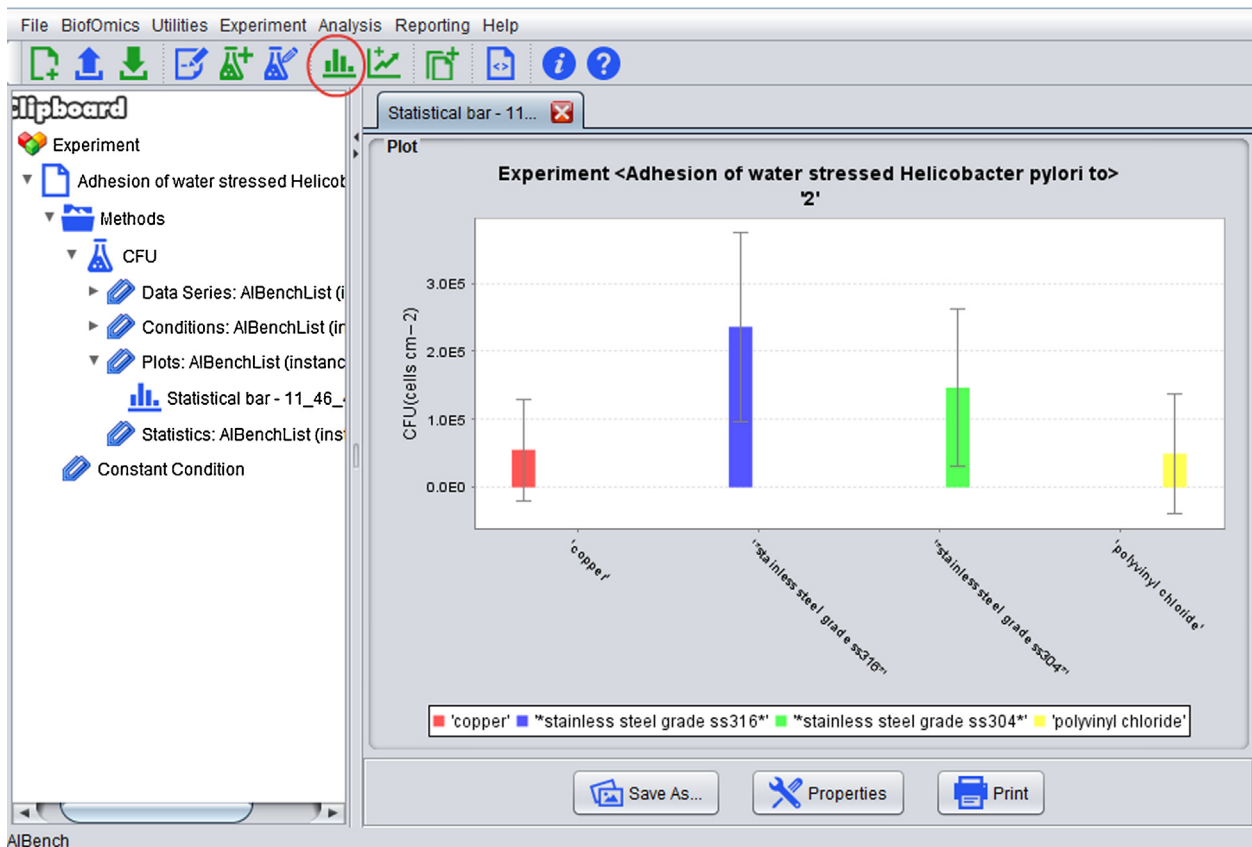 File BiofOmics Utilities Experiment Analysis Reporting Help
Clipboard
Experiment
Adhesion of water stressed Helicob
Methods
CFU
Data Series: AIBenchList (i
Conditions: AIBenchList (in
Plots: AIBenchList (instanc
Statistical bar - 11_46_
Statistics: AIBenchList (inst
Constant Condition
Statistical bar - 11...
Plot
Experiment <Adhesion of water stressed Helicobacter pylori to>
'2'
CFU(cells cm−2)
3.0E5
2.0E5
1.0E5
0.0E0
'copper'
'*stainless steel grade ss316*'
'*stainless steel grade ss304*'
'polyvinyl chloride'
'copper' '*stainless steel grade ss316*' '*stainless steel grade ss304*' 'polyvinyl chloride'
Save As... Properties Print
AIBench